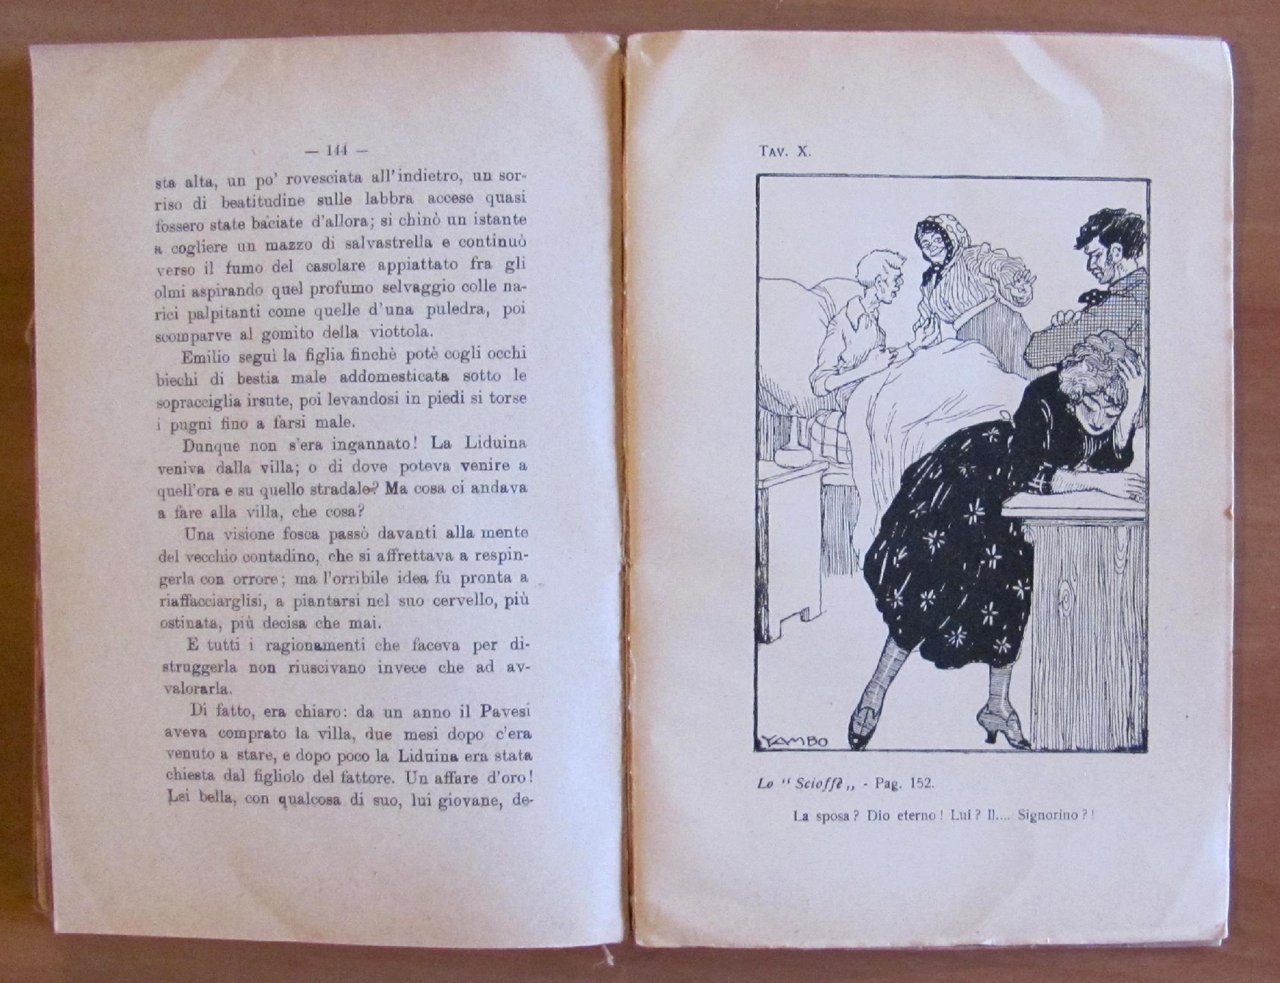 — 144 —
sta alta, un po' rovesciata all'indietro, un sor-
riso di beatitudine sulle labbra accese quasi
fossero state baciate d'allora; si chinò un istante
a cogliere un mazzo di salvastrella e continuò
verso il fumo del casolare appiattato fra gli
olmi aspirando quel profumo selvaggio colle na-
rici palpitanti come quelle d'una puledra, poi
scomparve al gomito della viottola.
Emilio seguì la figlia finchè potè cogli occhi
biechi di bestia male addomesticata sotto le
sopracciglia irsute, poi levandosi in piedi si torse
i pugni fino a farsi male.
Dunque non s'era ingannato! La Liduina
veniva dalla villa; o di dove poteva venire a
quell'ora e su quello stradale? Ma cosa ci andava
a fare alla villa, che cosa?
Una visione fosca passò davanti alla mente
del vecchio contadino, che si affrettava a respin-
gerla con orrore; ma l'orribile idea fu pronta a
riaffacciarglisi, a piantarsi nel suo cervello, più
ostinata, più decisa che mai.
E tutti i ragionamenti che faceva per di-
struggerla non riuscivano invece che ad av-
valorarla.
Di fatto, era chiaro: da un anno il Pavesi
aveva comprato la villa, due mesi dopo c'era
venuto a stare, e dopo poco la Liduina era stata
chiesta dal figliolo del fattore. Un affare d'oro!
Lei bella, con qualcosa di suo, lui giovane, de-
TAV. X.
YAMBO
Lo "Scioffè„ - Pag. 152.
La sposa? Dio eterno! Lui? Il.... Signorino?!